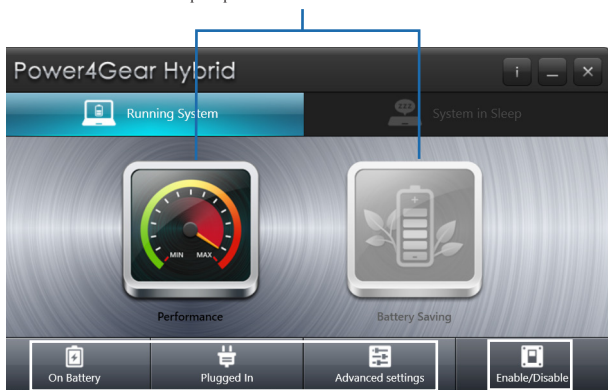 Power4Gear Hybrid
Running System
zzz
System in Sleep
MIN MAX
Performance
Battery Saving
On Battery
Plugged In
Advanced settings
Enable/Disable